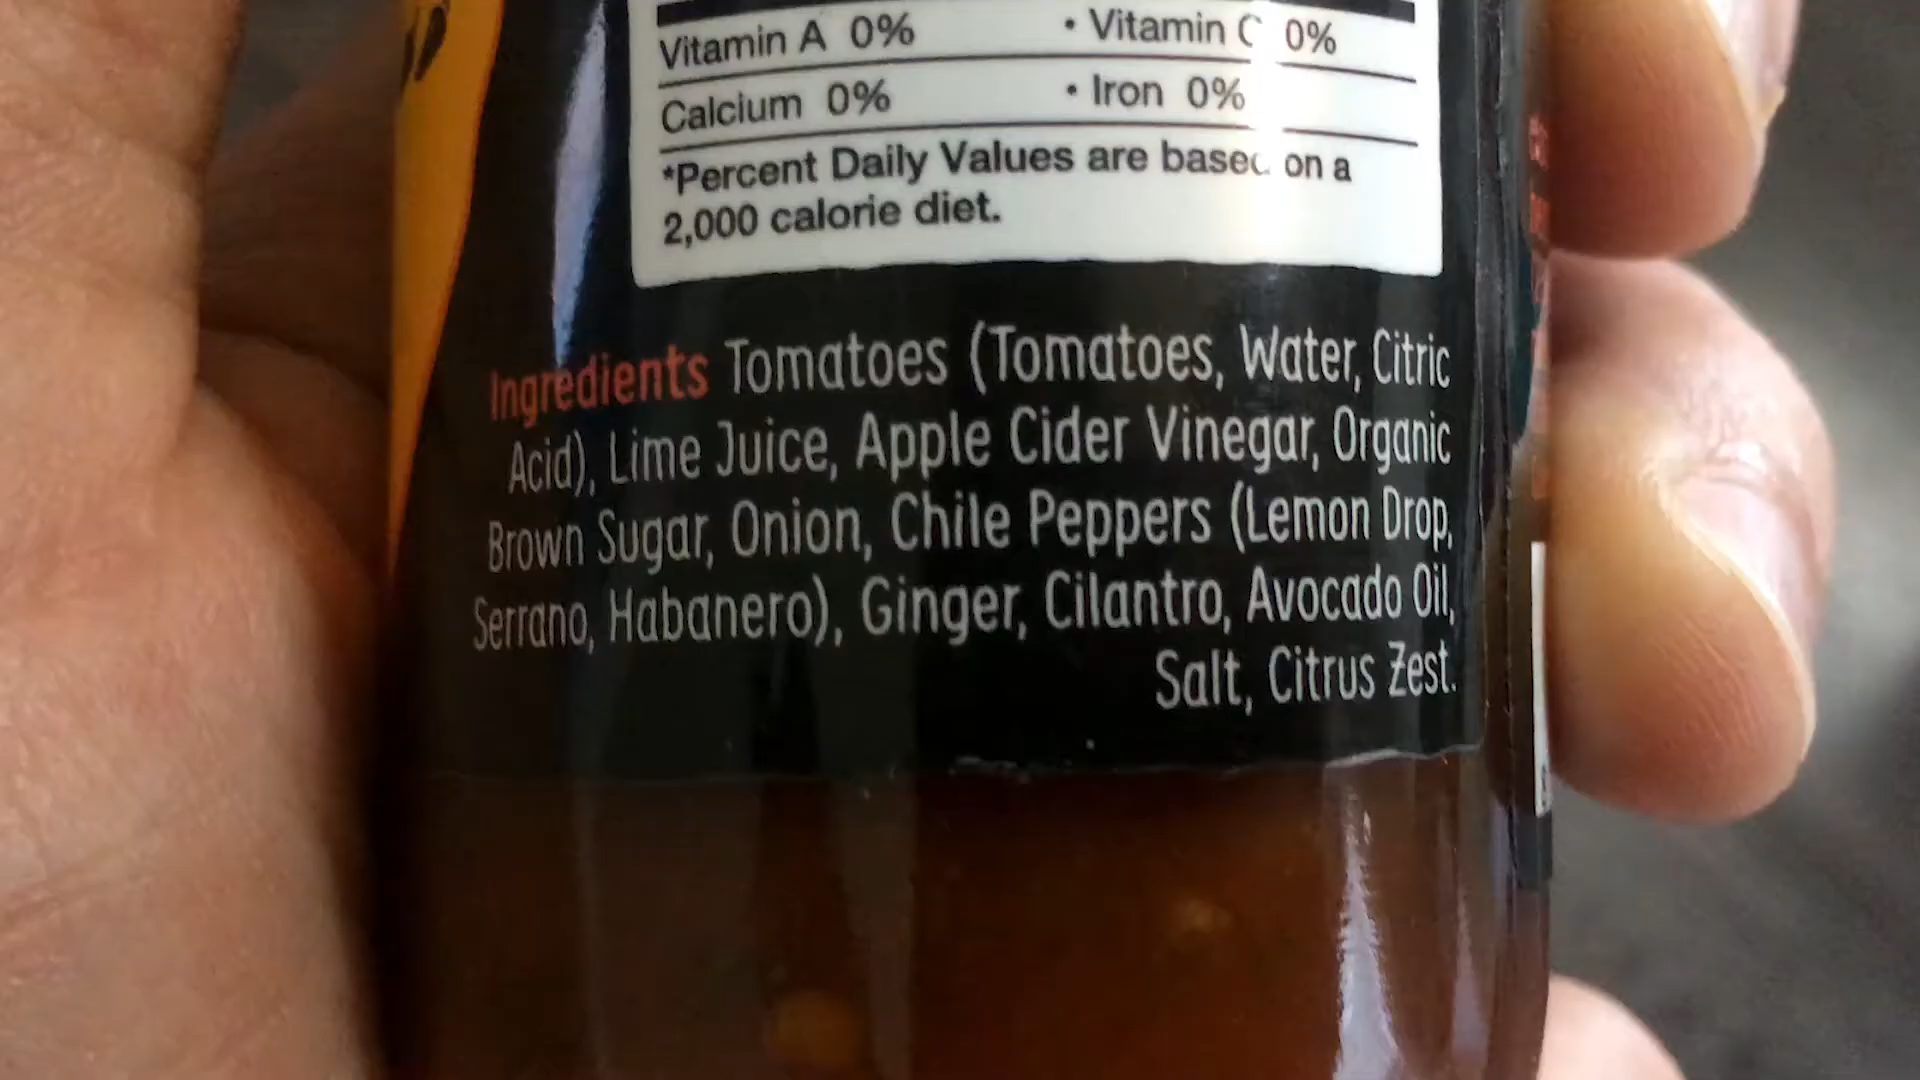 Vitamin A 0% • Vitamin C 0%
Calcium 0% • Iron 0%
*Percent Daily Values are based on a
2,000 calorie diet.
Ingredients Tomatoes (Tomatoes, Water, Citric
Acid), Lime Juice, Apple Cider Vinegar, Organic
Brown Sugar, Onion, Chile Peppers (Lemon Drop,
Serrano, Habanero), Ginger, Cilantro, Avocado Oil,
Salt, Citrus Zest.